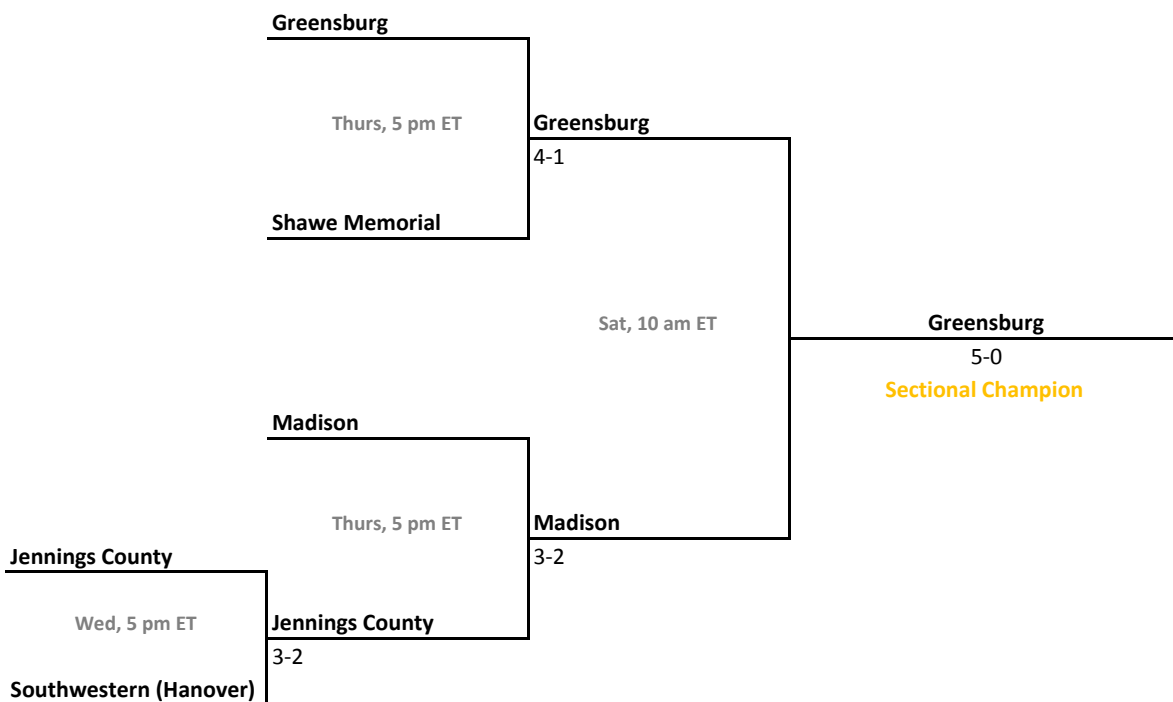 Greensburg
Thurs, 5 pm ET
Greensburg
4-1
Shawe Memorial
Sat, 10 am ET
Greensburg
5-0
Sectional Champion
Madison
Thurs, 5 pm ET
Madison
3-2
Jennings County
Wed, 5 pm ET
Jennings County
3-2
Southwestern (Hanover)